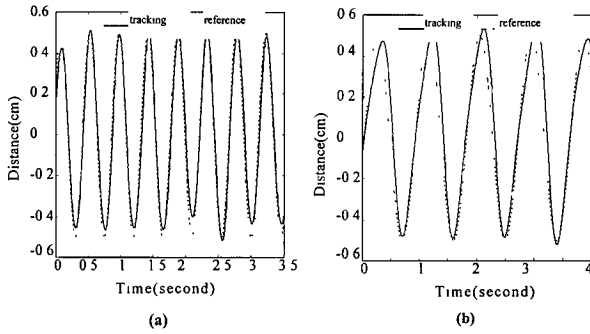 tracking reference
0.6
0.4
0.2
0
-0.2
-0.4
-0 6
Distance(cm)
0 0 5 1 1 5 2 2 5 3 3 5
Time(second)
(a)
tracking reference
0 6
0.4
0.2
0
-0.2
-0.4
-0 6
Distance(cm)
0 1 2 3 4
Time(second)
(b)